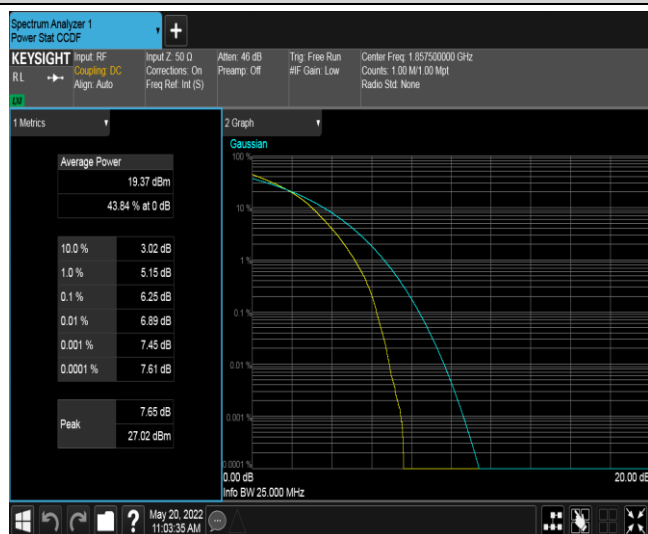 Spectrum Analyzer 1
Power Stat CCDF
+
KEYSIGHT
RL
Input: RF
Coupling: DC
Align: Auto
Input Z: 50 Ω
Corrections: On
Freq Ref: Int (S)
Atten: 46 dB
Preamp: Off
Trig: Free Run
#IF Gain: Low
Center Freq: 1.857500000 GHz
Counts: 1.00 M/1.00 Mpt
Radio Std: None
LXI
1 Metrics
Average Power
19.37 dBm
43.84 % at 0 dB
10.0 % 3.02 dB
1.0 % 5.15 dB
0.1 % 6.25 dB
0.01 % 6.89 dB
0.001 % 7.45 dB
0.0001 % 7.61 dB
Peak
7.65 dB
27.02 dBm
2 Graph
Gaussian
100 %
10 %
1 %
0.1 %
0.01 %
0.001 %
0.0001 %
0.00 dB 20.00 dB
Info BW 25.000 MHz
?
May 20, 2022
11:03:35 AM